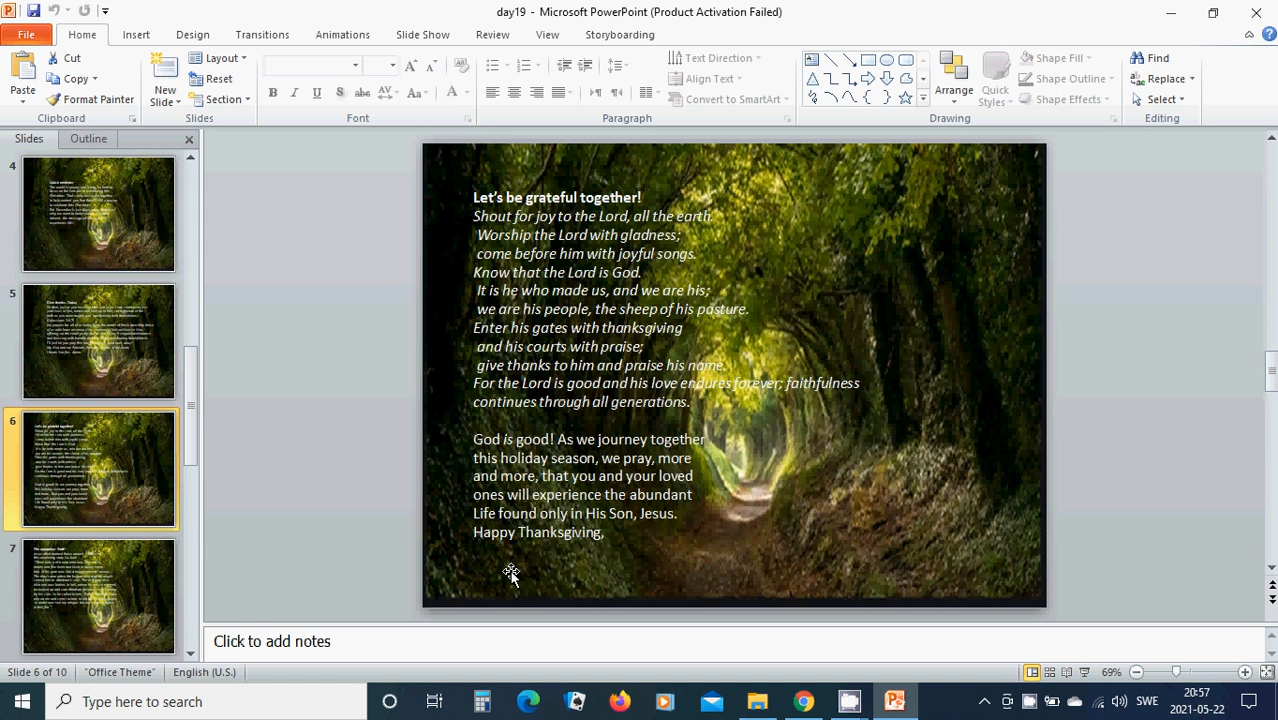 day19 - Microsoft PowerPoint (Product Activation Failed)
File Home Insert Design Transitions Animations Slide Show Review View Storyboarding
Paste
Cut
Copy
Format Painter
Clipboard
New Slide
Layout
Reset
Section
Slides
B I U S abc AV Aa A
Font
Paragraph
Text Direction
Align Text
Convert to SmartArt
Arrange
Quick Styles
Shape Fill
Shape Outline
Shape Effects
Drawing
Find
Replace
Select
Editing
Slides Outline
4
5
6
7
Let's be grateful together!
Shout for joy to the Lord, all the earth.
Worship the Lord with gladness;
come before him with joyful songs.
Know that the Lord is God.
It is he who made us, and we are his;
we are his people, the sheep of his pasture.
Enter his gates with thanksgiving
and his courts with praise;
give thanks to him and praise his name.
For the Lord is good and his love endures forever; faithfulness
continues through all generations.
God is good! As we journey together
this holiday season, we pray, more
that you and your loved
ones will experience the abundant
Life found only in His Son, Jesus.
Happy Thanksgiving,
Click to add notes
Slide 6 of 10 "Office Theme" English (U.S.) 69%
Type here to search
SWE
20:57
2021-05-22